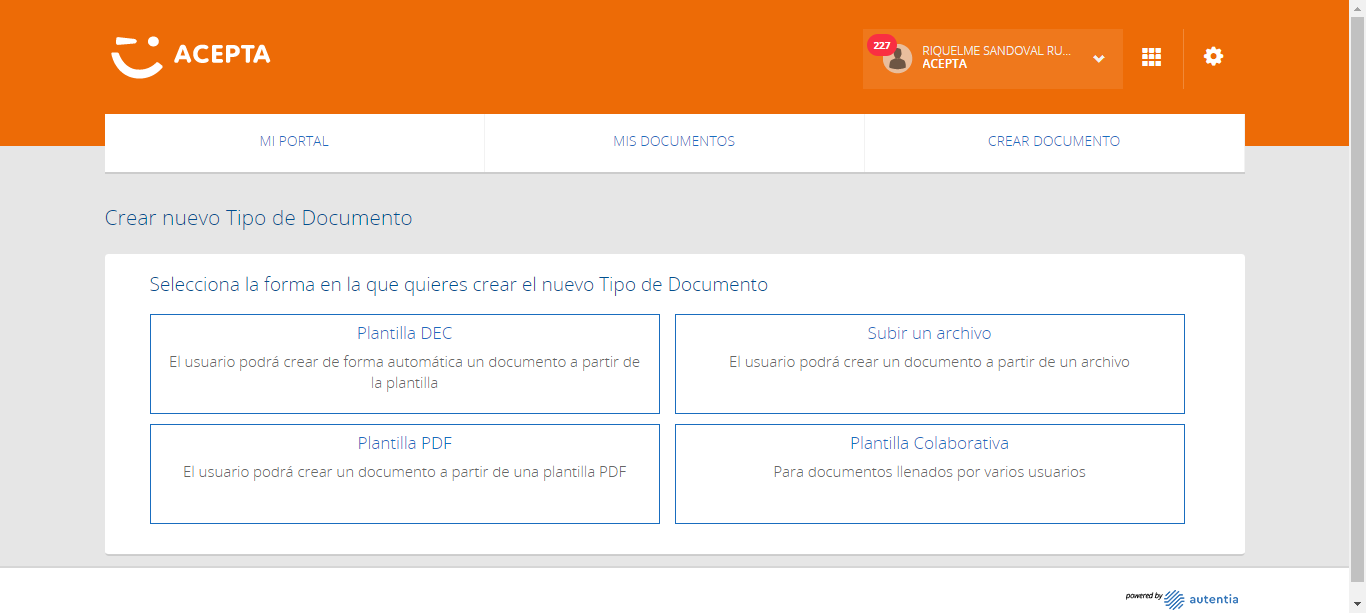 ACEPTA
227
RIQUELME SANDOVAL RU...
ACEPTA
MI PORTAL
MIS DOCUMENTOS
CREAR DOCUMENTO
Crear nuevo Tipo de Documento
Selecciona la forma en la que quieres crear el nuevo Tipo de Documento
Plantilla DEC
El usuario podrá crear de forma automática un documento a partir de
la plantilla
Subir un archivo
El usuario podrá crear un documento a partir de un archivo
Plantilla PDF
El usuario podrá crear un documento a partir de una plantilla PDF
Plantilla Colaborativa
Para documentos llenados por varios usuarios
powered by autentia